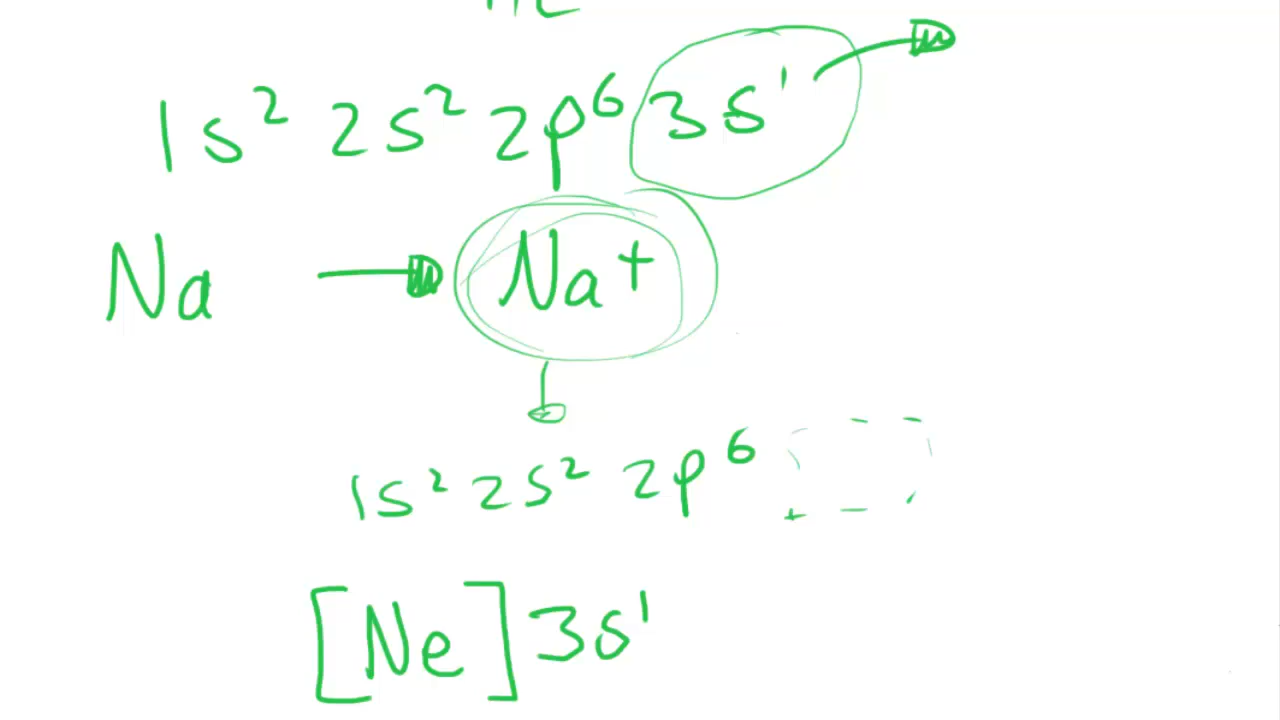 1s² 2s² 2p⁶ 3s¹
Na → Na+
1s² 2s² 2p⁶
[Ne] 3s¹